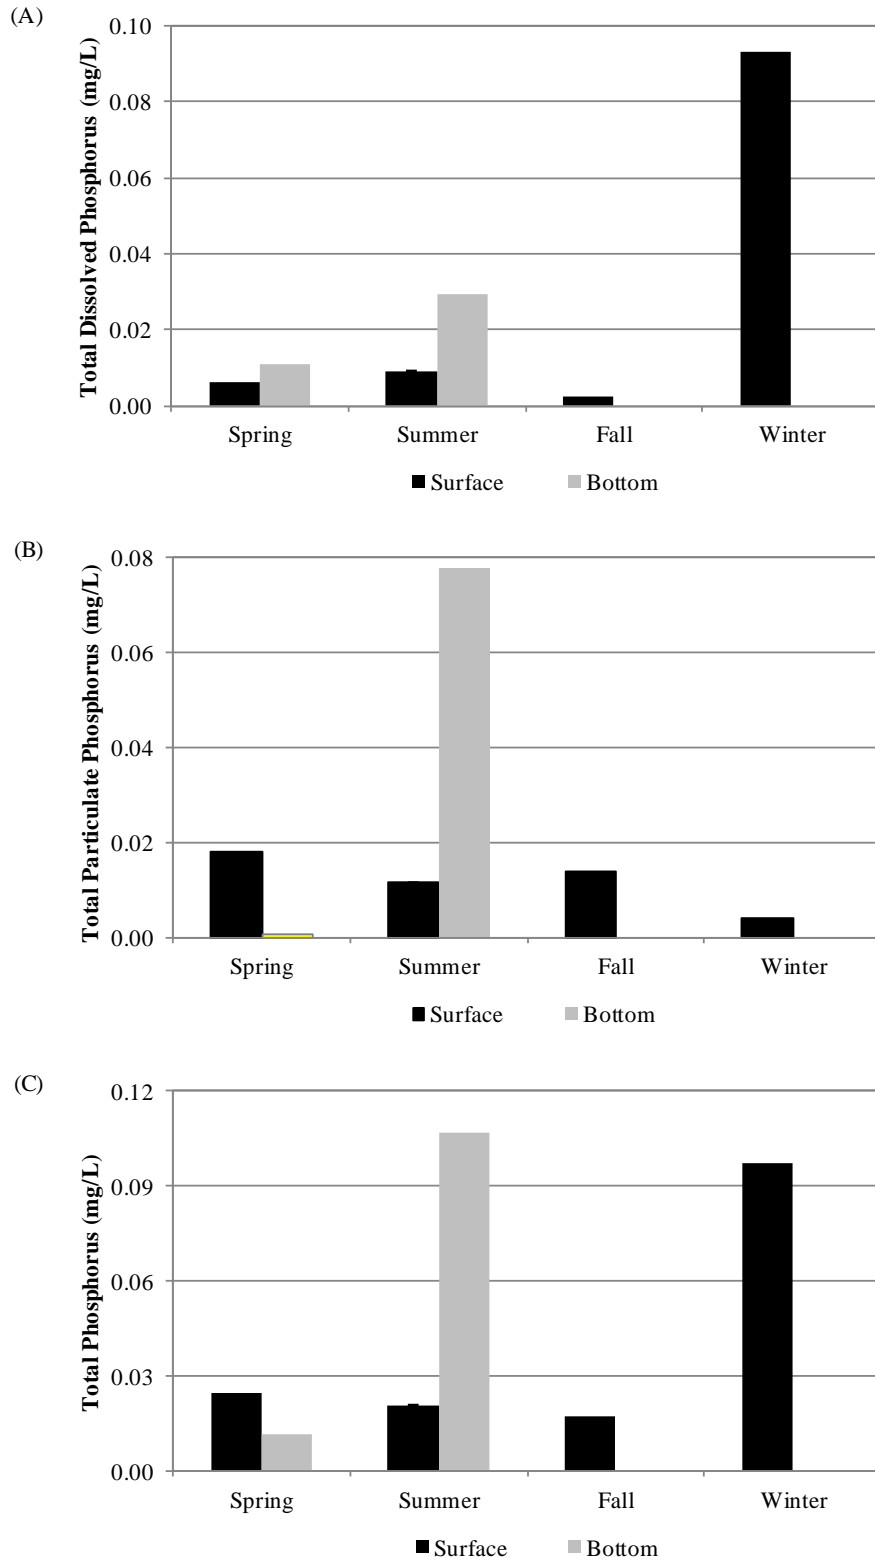 (A)
Total Dissolved Phosphorus (mg/L)
0.10
0.08
0.06
0.04
0.02
0.00
Spring Summer Fall Winter
Surface Bottom
(B)
Total Particulate Phosphorus (mg/L)
0.08
0.06
0.04
0.02
0.00
Spring Summer Fall Winter
Surface Bottom
(C)
Total Phosphorus (mg/L)
0.12
0.09
0.06
0.03
0.00
Spring Summer Fall Winter
Surface Bottom